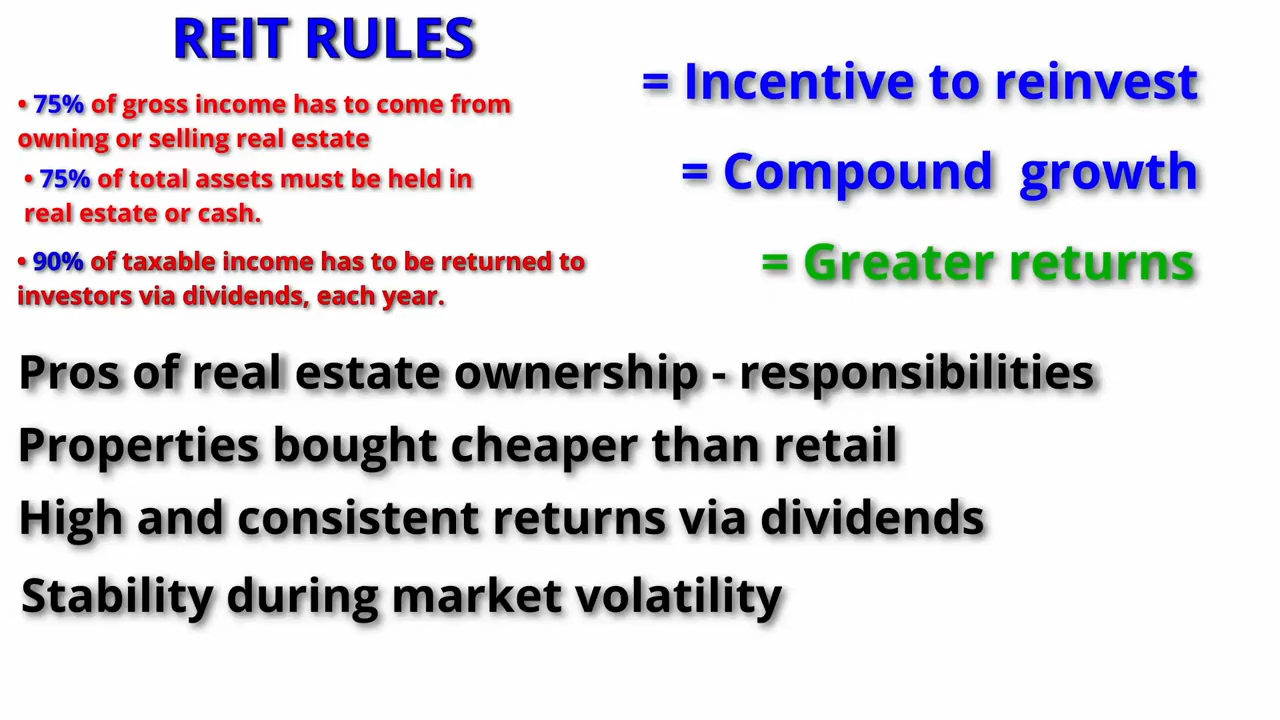 REIT RULES
• 75% of gross income has to come from
owning or selling real estate
• 75% of total assets must be held in
real estate or cash.
• 90% of taxable income has to be returned to
investors via dividends, each year.
= Incentive to reinvest
= Compound growth
= Greater returns
Pros of real estate ownership - responsibilities
Properties bought cheaper than retail
High and consistent returns via dividends
Stability during market volatility